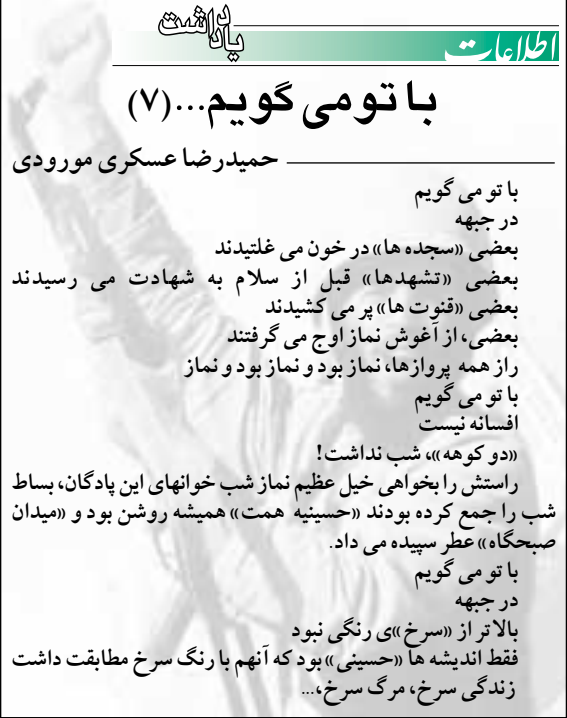 یادداشت
اطلاعات
با تو می گویم...(۷)
حمیدرضا عسکری مورودی
با تو می گویم
در جبهه
بعضی «سجده ها» در خون می غلتیدند
بعضی «تشهدها» قبل از سلام به شهادت می رسیدند
بعضی «قنوت ها» پر می کشیدند
بعضی، از آغوش نماز اوج می گرفتند
راز همه پروازها، نماز بود و نماز بود و نماز
با تو می گویم
افسانه نیست
«دو کوهه»، شب نداشت!
راستش را بخواهی خیل عظیم نماز شب خوانهای این پادگان، بساط
شب را جمع کرده بودند «حسینیه همت» همیشه روشن بود و «میدان
صبحگاه» عطر سپیده می داد.
با تو می گویم
در جبهه
بالاتر از «سرخ»ی رنگی نبود
فقط اندیشه ها «حسینی» بود که آنهم با رنگ سرخ مطابقت داشت
زندگی سرخ، مرگ سرخ،...